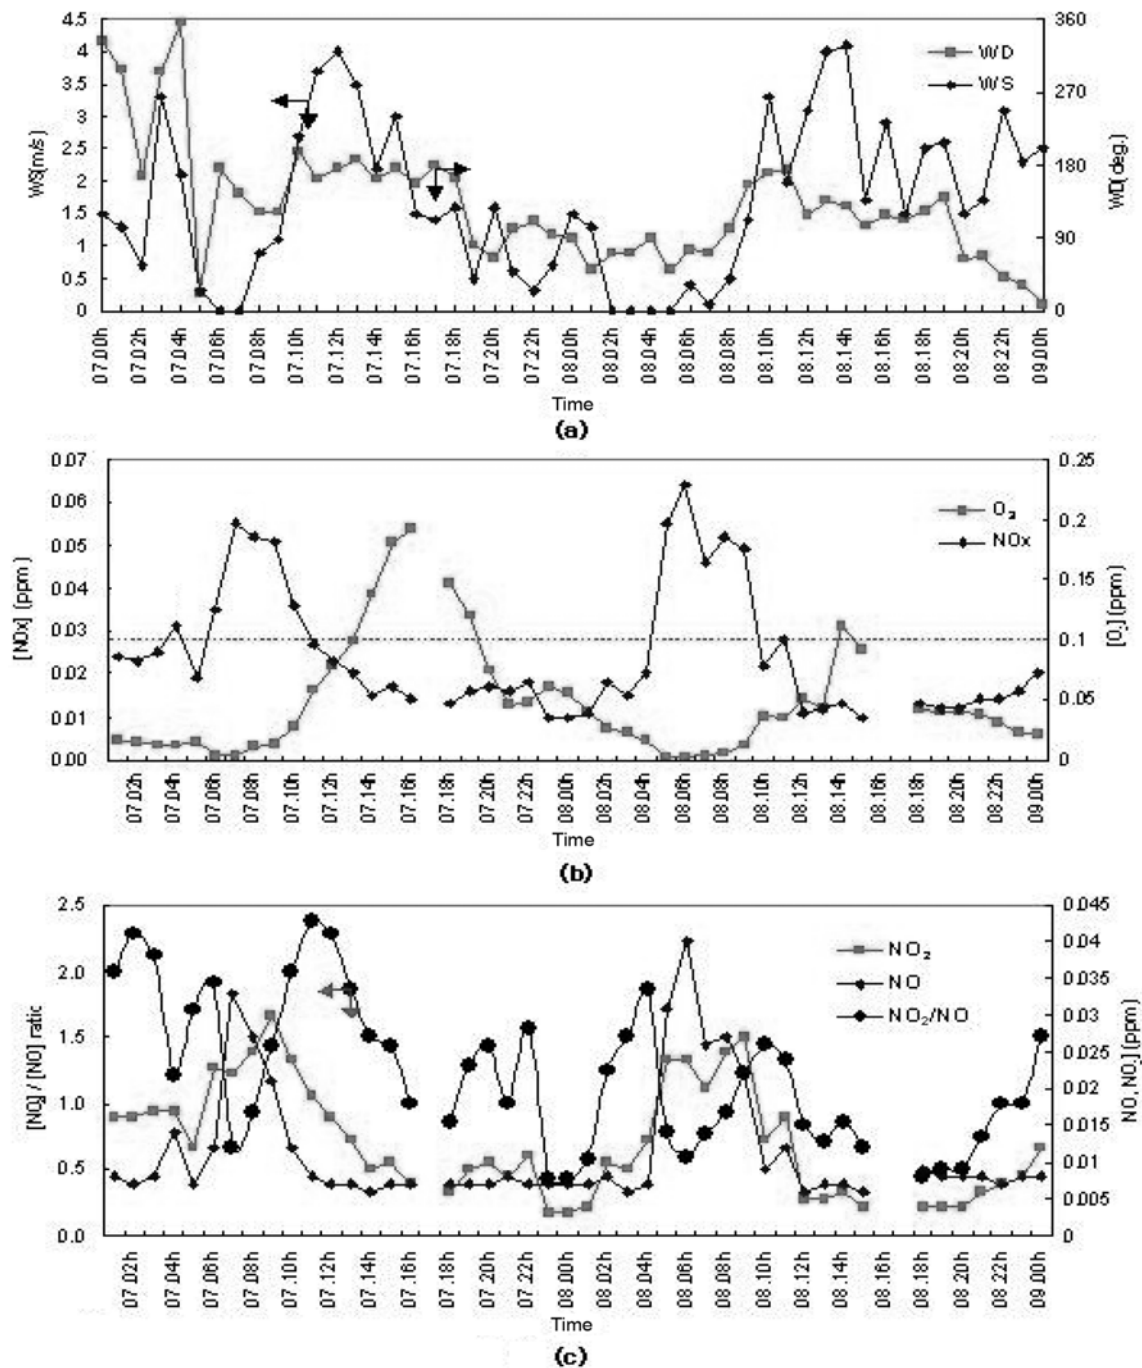 4.5 360
4
3.5
3 270
2.5
2 180
1.5
1 90
0.5
0 0
WS(m/s)
WD(deg.)
WD
WS
07.00h 07.02h 07.04h 07.06h 07.08h 07.10h 07.12h 07.14h 07.16h 07.18h 07.20h 07.22h 08.00h 08.02h 08.04h 08.06h 08.08h 08.10h 08.12h 08.14h 08.16h 08.18h 08.20h 08.22h 09.00h
Time
(a)
0.07 0.25
0.06
0.05 0.2
0.04 0.15
0.03 0.1
0.02
0.01 0.05
0.00 0
[NOx] (ppm)
[O₃] (ppm)
O₃
NOx
07.02h 07.04h 07.06h 07.08h 07.10h 07.12h 07.14h 07.16h 07.18h 07.20h 07.22h 08.00h 08.02h 08.04h 08.06h 08.08h 08.10h 08.12h 08.14h 08.16h 08.18h 08.20h 08.22h 09.00h
Time
(b)
2.5 0.045
0.04
2.0 0.035
0.03
1.5 0.025
1.0 0.02
0.015
0.5 0.01
0.005
0.0 0
[NO₂] / [NO] ratio
NO, NO₂] (ppm)
NO₂
NO
NO₂/NO
07.02h 07.04h 07.06h 07.08h 07.10h 07.12h 07.14h 07.16h 07.18h 07.20h 07.22h 08.00h 08.02h 08.04h 08.06h 08.08h 08.10h 08.12h 08.14h 08.16h 08.18h 08.20h 08.22h 09.00h
Time
(c)